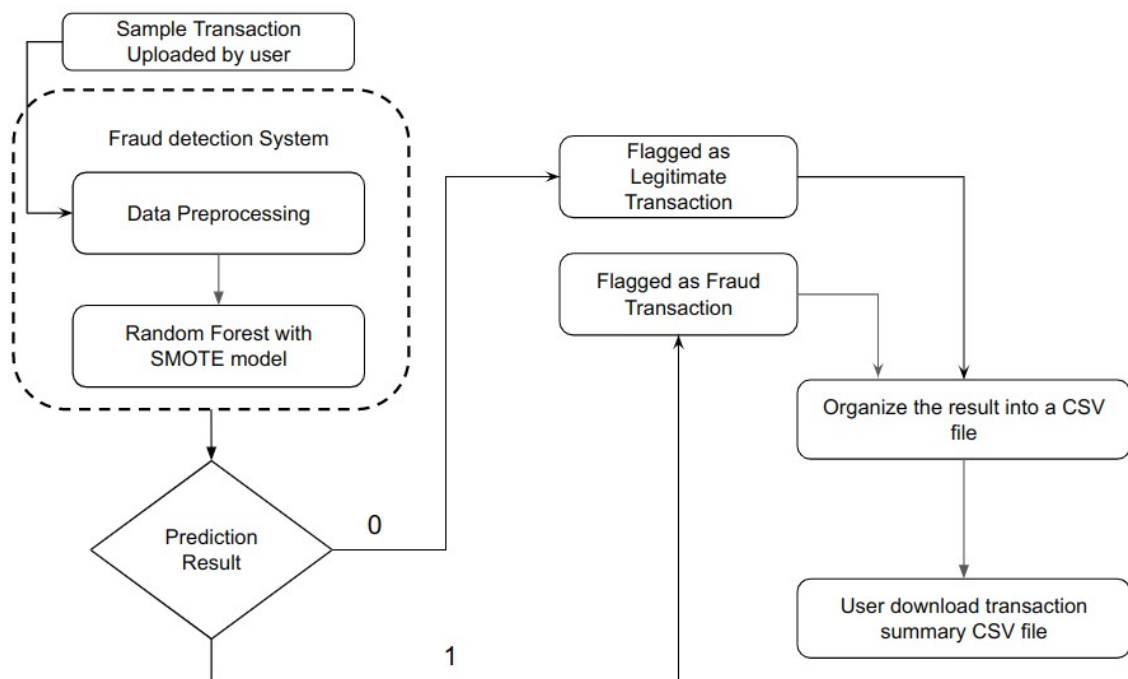 Sample Transaction
Uploaded by user
Fraud detection System
Data Preprocessing
Random Forest with
SMOTE model
Prediction
Result
0
1
Flagged as
Legitimate
Transaction
Flagged as Fraud
Transaction
Organize the result into a CSV
file
User download transaction
summary CSV file